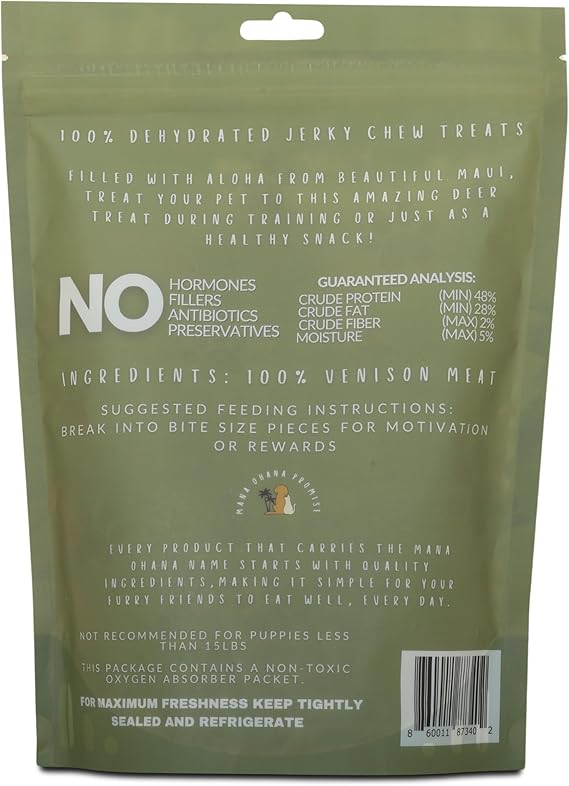 100% DEHYDRATED JERKY CHEW TREATS
FILLED WITH ALOHA FROM BEAUTIFUL MAUI,
TREAT YOUR PET TO THIS AMAZING DEER
TREAT DURING TRAINING OR JUST AS A
HEALTHY SNACK!
NO
HORMONES
FILLERS
ANTIBIOTICS
PRESERVATIVES
GUARANTEED ANALYSIS:
CRUDE PROTEIN (MIN) 48%
CRUDE FAT (MIN) 28%
CRUDE FIBER (MAX) 2%
MOISTURE (MAX) 5%
INGREDIENTS: 100% VENISON MEAT
SUGGESTED FEEDING INSTRUCTIONS:
BREAK INTO BITE SIZE PIECES FOR MOTIVATION
OR REWARDS
MANA OHANA PROMISE
EVERY PRODUCT THAT CARRIES THE MANA
OHANA NAME STARTS WITH QUALITY
INGREDIENTS,MAKING IT SIMPLE FOR YOUR
FURRY FRIENDS TO EAT WELL, EVERY DAY.
NOT RECOMMENDED FOR PUPPIES LESS
THAN 15LBS
THIS PACKAGE CONTAINS A NON-TOXIC
OXYGEN ABSORBER PACKET.
FOR MAXIMUM FRESHNESS KEEP TIGHTLY
SEALED AND REFRIGERATE
8 60011 87340 2